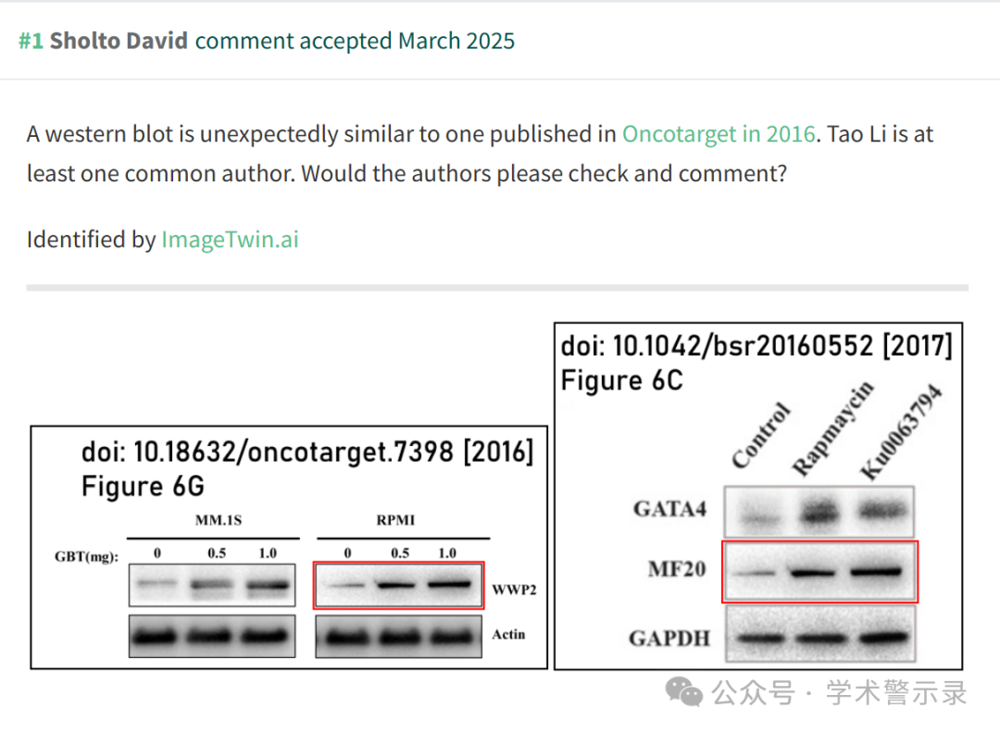 #1 Sholto David comment accepted March 2025
A western blot is unexpectedly similar to one published in Oncotarget in 2016. Tao Li is at
least one common author. Would the authors please check and comment?
Identified by ImageTwin.ai
doi: 10.18632/oncotarget.7398 [2016]
Figure 6G
MM.1S RPMI
GBT(mg): 0 0.5 1.0 0 0.5 1.0
WWP2
Actin
doi: 10.1042/bsr20160552 [2017]
Figure 6C
Control Rapmaycin Ku0063794
GATA4
MF20
GAPDH
公众号 · 学术警示录